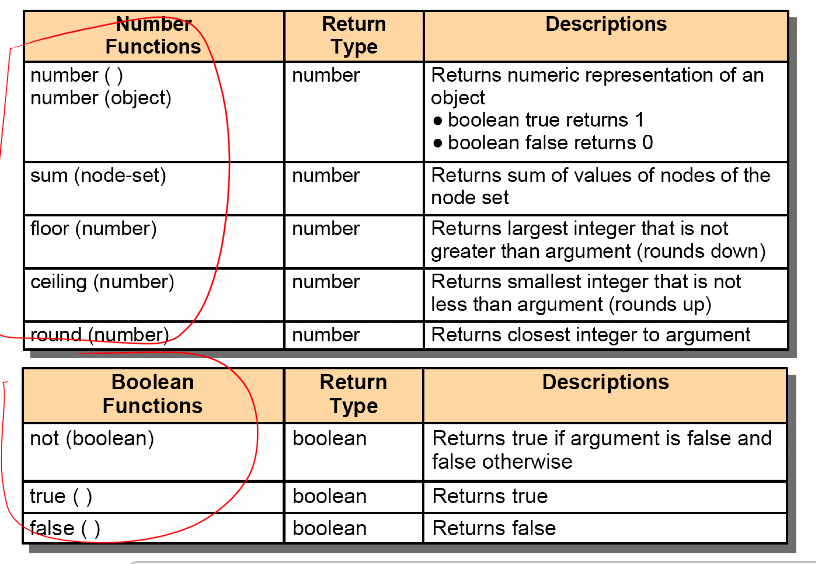 Number Functions | Return Type | Descriptions
number ( ) | number | Returns numeric representation of an
number (object) | object
● boolean true returns 1
● boolean false returns 0
sum (node-set) | number | Returns sum of values of nodes of the
node set
floor (number) | number | Returns largest integer that is not
greater than argument (rounds down)
ceiling (number) | number | Returns smallest integer that is not
less than argument (rounds up)
round (number) | number | Returns closest integer to argument
Boolean Functions | Return Type | Descriptions
not (boolean) | boolean | Returns true if argument is false and
false otherwise
true ( ) | boolean | Returns true
false ( ) | boolean | Returns false